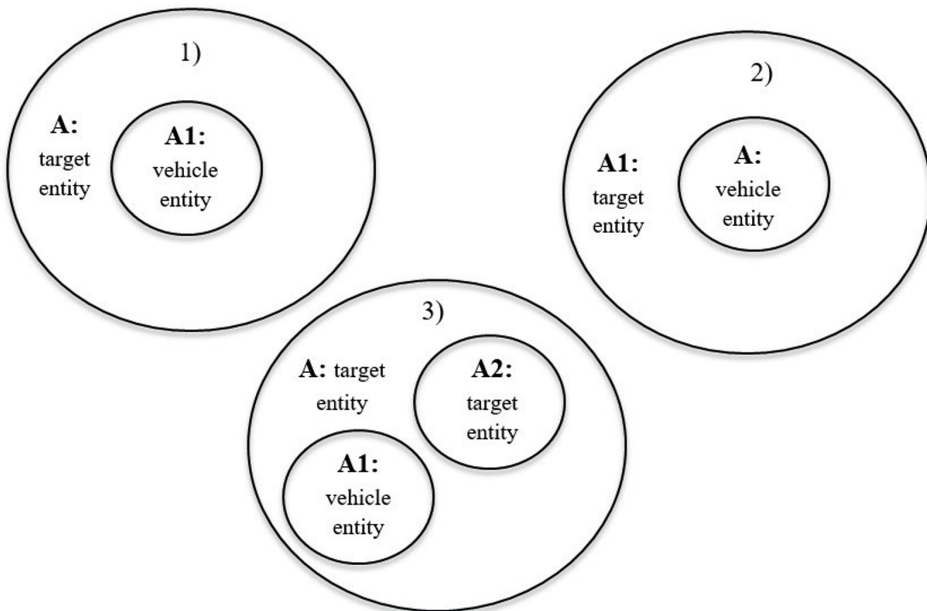 1)
A:
target
entity
A1:
vehicle
entity
2)
A1:
target
entity
A:
vehicle
entity
3)
A: target
entity
A2:
target
entity
A1:
vehicle
entity